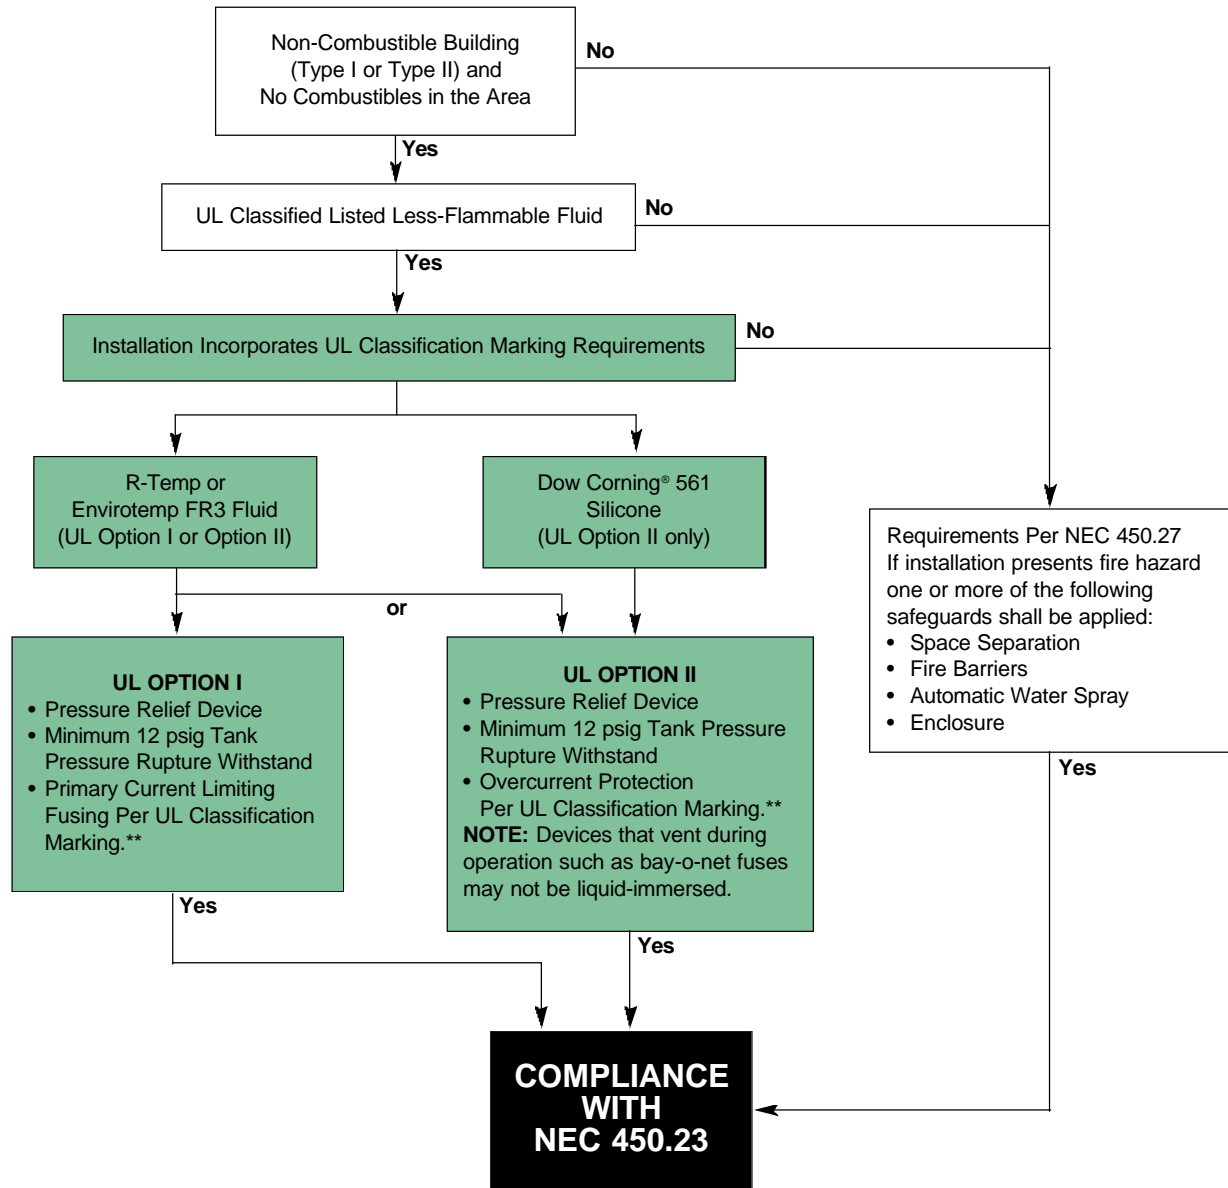 Non-Combustible Building
(Type I or Type II) and
No Combustibles in the Area
No
Yes
UL Classified Listed Less-Flammable Fluid
No
Yes
Installation Incorporates UL Classification Marking Requirements
No
R-Temp or
Envirotemp FR3 Fluid
(UL Option I or Option II)
Dow Corning® 561
Silicone
(UL Option II only)
or
UL OPTION I
• Pressure Relief Device
• Minimum 12 psig Tank
Pressure Rupture Withstand
• Primary Current Limiting
Fusing Per UL Classification
Marking.**
Yes
UL OPTION II
• Pressure Relief Device
• Minimum 12 psig Tank Pressure
Rupture Withstand
• Overcurrent Protection
Per UL Classification Marking.**
NOTE: Devices that vent during
operation such as bay-o-net fuses
may not be liquid-immersed.
Yes
Requirements Per NEC 450.27
If installation presents fire hazard
one or more of the following
safeguards shall be applied:
• Space Separation
• Fire Barriers
• Automatic Water Spray
• Enclosure
Yes
COMPLIANCE
WITH
NEC 450.23